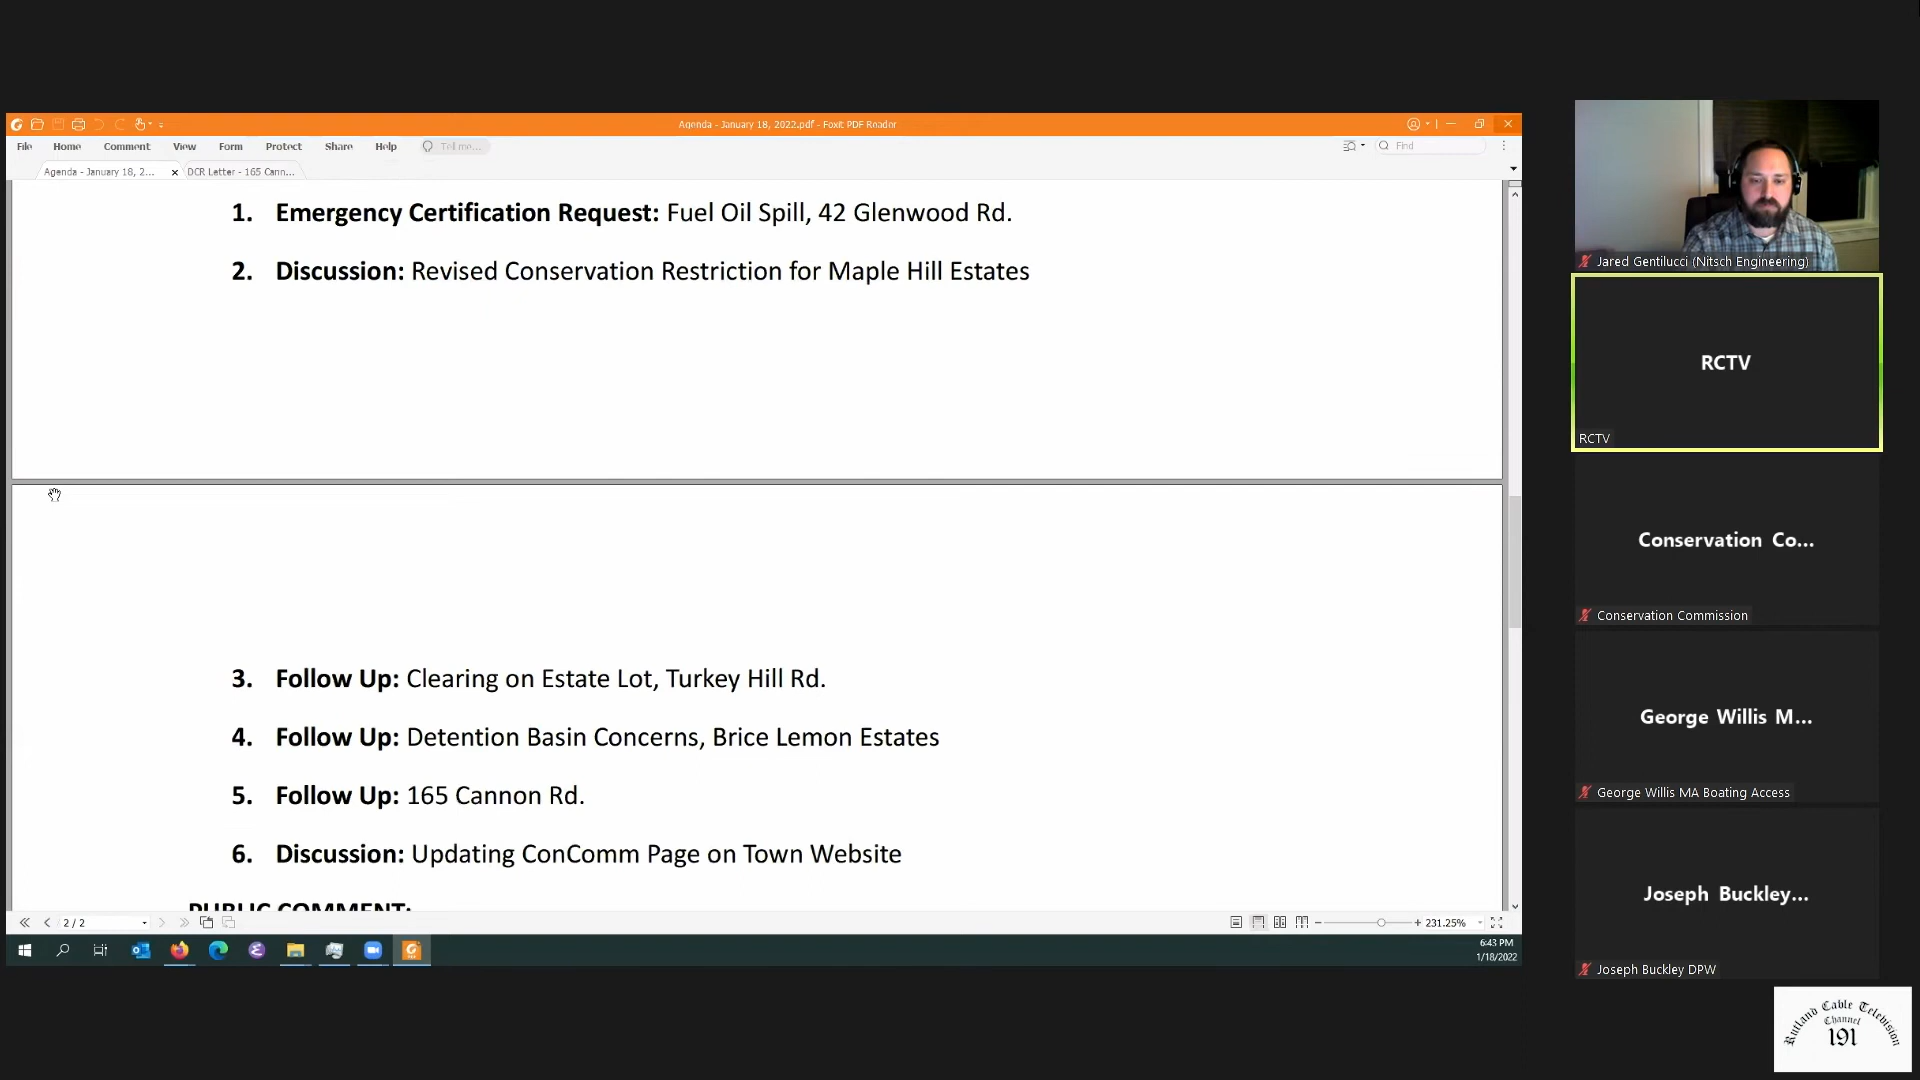 Agenda - January 18, 2022.pdf - Foxit PDF Reader
File Home Comment View Form Protect Share Help Tell me... Find
Agenda - January 18, 2... DCR Letter - 165 Cann...
1. Emergency Certification Request: Fuel Oil Spill, 42 Glenwood Rd.
2. Discussion: Revised Conservation Restriction for Maple Hill Estates
3. Follow Up: Clearing on Estate Lot, Turkey Hill Rd.
4. Follow Up: Detention Basin Concerns, Brice Lemon Estates
5. Follow Up: 165 Cannon Rd.
6. Discussion: Updating ConComm Page on Town Website
PUBLIC COMMENT:
2 / 2 231.25%
6:43 PM
1/18/2022
Jared Gentilucci (Nitsch Engineering)
RCTV
RCTV
Conservation Co...
Conservation Commission
George Willis M...
George Willis MA Boating Access
Joseph Buckley...
Joseph Buckley DPW
Rutland Cable Television
Channel
191